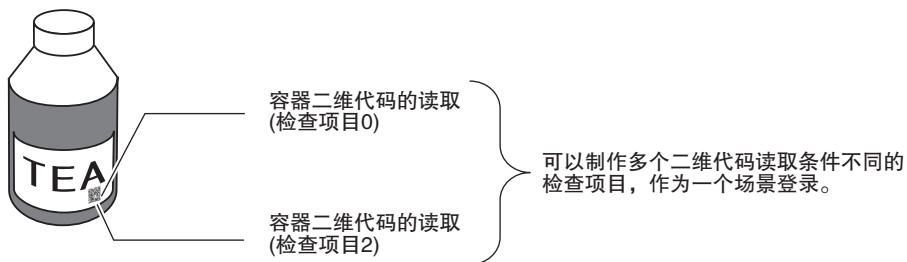 容器二维代码的读取
(检查项目0)
可以制作多个二维代码读取条件不同的
检查项目，作为一个场景登录。
TEA
容器二维代码的读取
(检查项目2)